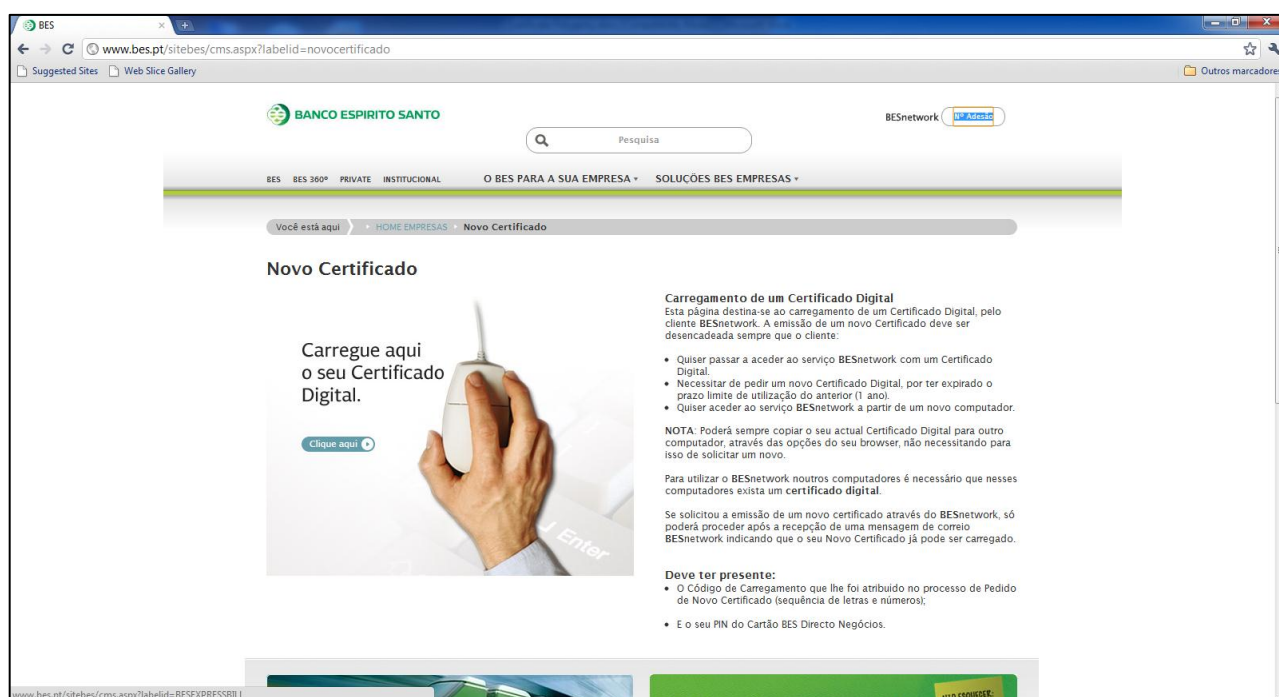 BES
www.bes.pt/sitebes/cms.aspx?labelid=novocertificado
Suggested Sites Web Slice Gallery Outros marcadores
BANCO ESPIRITO SANTO
BESnetwork Nº Adesão
Pesquisa
BES BES 360º PRIVATE INSTITUCIONAL O BES PARA A SUA EMPRESA SOLUÇÕES BES EMPRESAS
Você está aqui HOME EMPRESAS Novo Certificado
Novo Certificado
Carregue aqui
o seu Certificado
Digital.
Clique aqui
Enter
Carregamento de um Certificado Digital
Esta página destina-se ao carregamento de um Certificado Digital, pelo
cliente BESnetwork. A emissão de um novo Certificado deve ser
desencadeada sempre que o cliente:
• Quiser passar a aceder ao serviço BESnetwork com um Certificado
Digital.
• Necessitar de pedir um novo Certificado Digital, por ter expirado o
prazo limite de utilização do anterior (1 ano).
• Quiser aceder ao serviço BESnetwork a partir de um novo computador.
NOTA: Poderá sempre copiar o seu actual Certificado Digital para outro
computador, através das opções do seu browser, não necessitando para
isso de solicitar um novo.
Para utilizar o BESnetwork noutros computadores é necessário que nesses
computadores exista um certificado digital.
Se solicitou a emissão de um novo certificado através do BESnetwork, só
poderá proceder após a recepção de uma mensagem de correio
BESnetwork indicando que o seu Novo Certificado já pode ser carregado.
Deve ter presente:
• O Código de Carregamento que lhe foi atribuido no processo de Pedido
de Novo Certificado (sequência de letras e números);
• E o seu PIN do Cartão BES Directo Negócios.
www.bes.pt/sitebes/cms.aspx?labelid=BESEXPRESSBILL